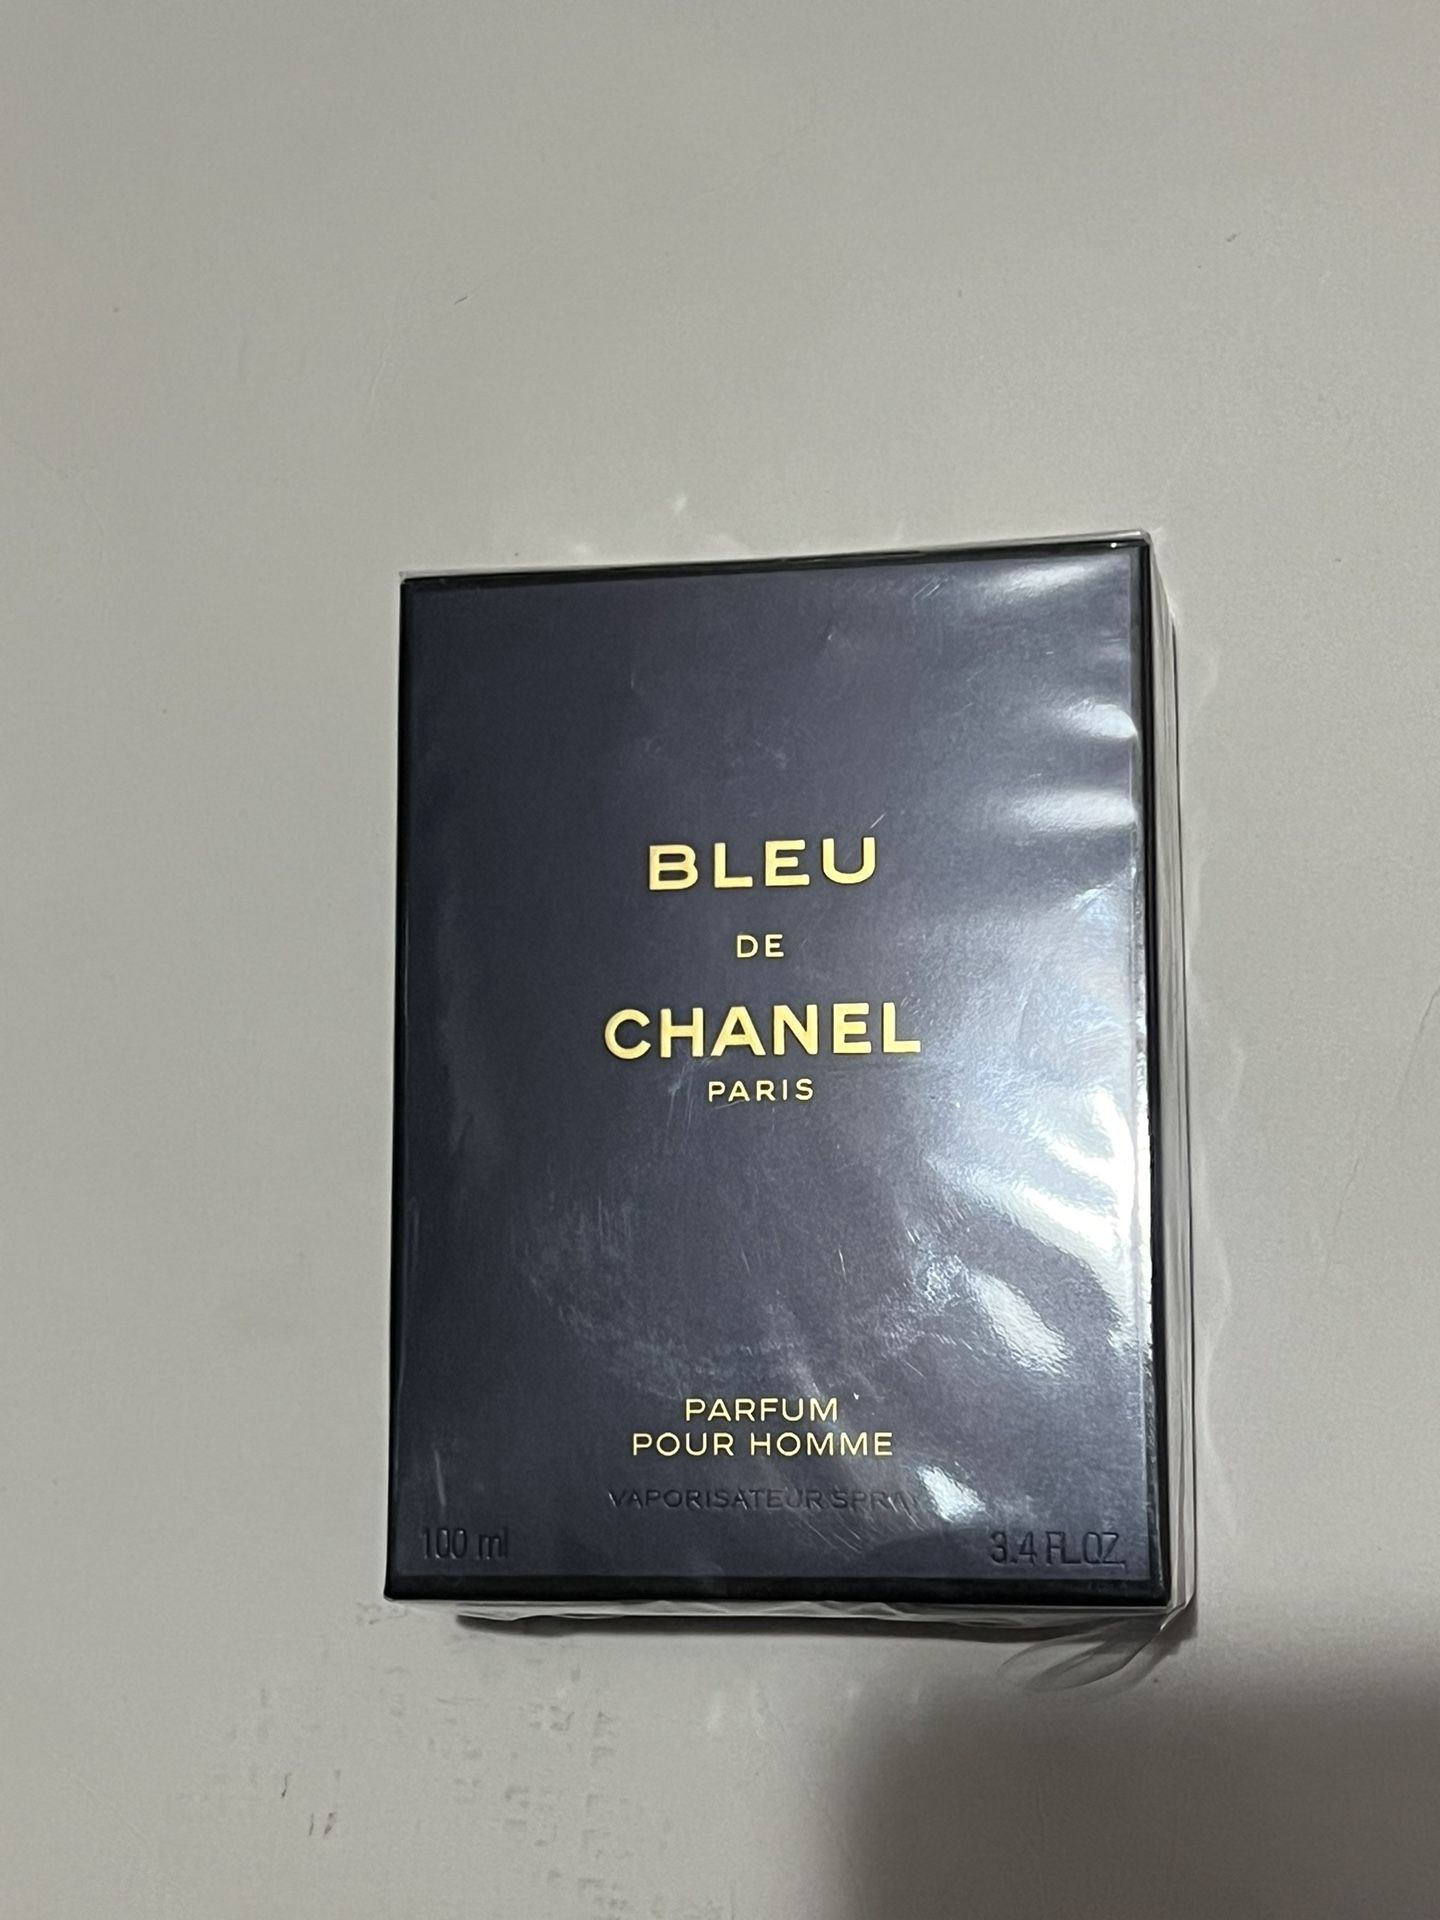 BLEU
DE
CHANEL
PARIS
PARFUM
POUR HOMME
VAPORISATEUR SPRAY
100 ml
3.4 FL.OZ.